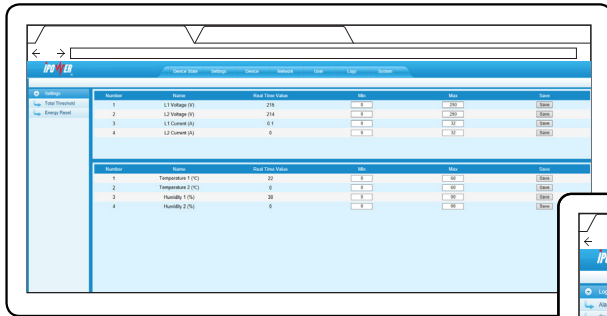 iPOWER
Device State Settings Device Network User Logs System
Settings
Total Threshold
Energy Reset
Number Name Real Time Value Min Max Save
1 L1 Voltage (V) 215 0 250 Save
2 L2 Voltage (V) 214 0 250 Save
3 L1 Current (A) 0.1 0 32 Save
4 L2 Current (A) 0 0 32 Save
Number Name Real Time Value Min Max Save
1 Temperature 1 (°C) 22 0 60 Save
2 Temperature 2 (°C) 0 0 60 Save
3 Humidity 1 (%) 38 0 90 Save
4 Humidity 2 (%) 0 0 90 Save